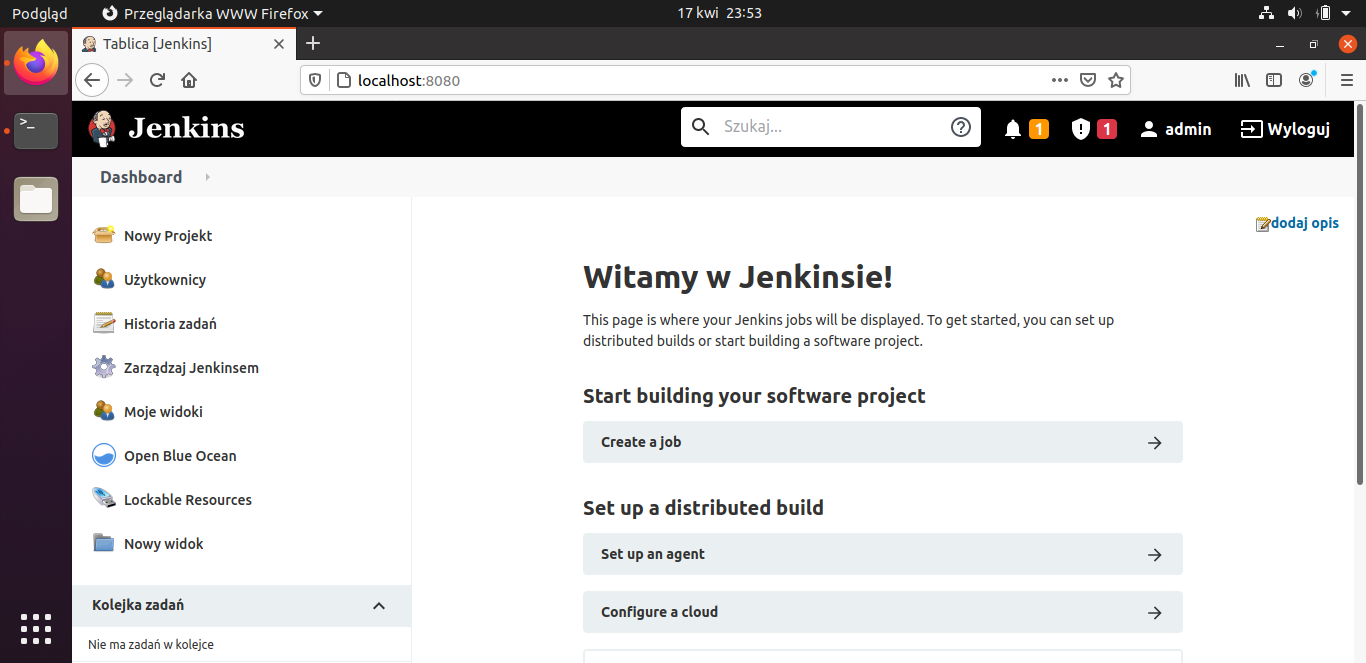 Podgląd
Przeglądarka WWW Firefox
17 kwi 23:53
Tablica [Jenkins]
localhost:8080
Jenkins
Szukaj...
1
1
admin
Wyloguj
Dashboard
dodaj opis
Nowy Projekt
Użytkownicy
Historia zadań
Zarządzaj Jenkinsem
Moje widoki
Open Blue Ocean
Lockable Resources
Nowy widok
Kolejka zadań
Nie ma zadań w kolejce
Witamy w Jenkinsie!
This page is where your Jenkins jobs will be displayed. To get started, you can set up
distributed builds or start building a software project.
Start building your software project
Create a job
Set up a distributed build
Set up an agent
Configure a cloud